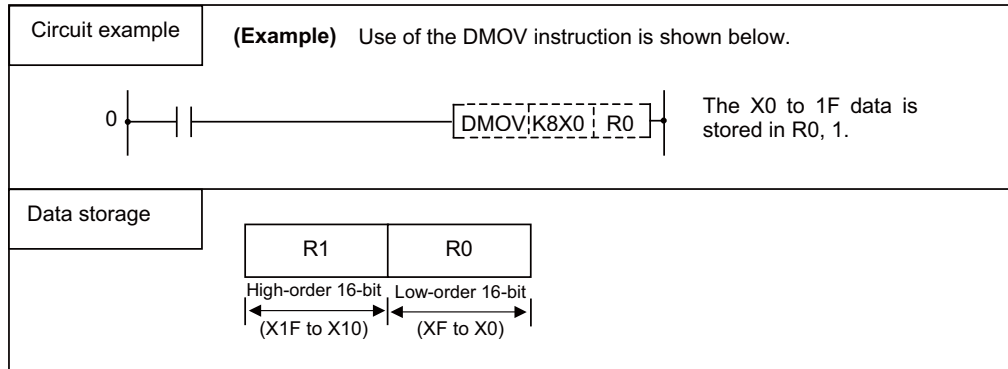 Circuit example
(Example) Use of the DMOV instruction is shown below.
0
DMOV K8X0 R0
The X0 to 1F data is
stored in R0, 1.
Data storage
R1 R0
High-order 16-bit Low-order 16-bit
(X1F to X10) (XF to X0)